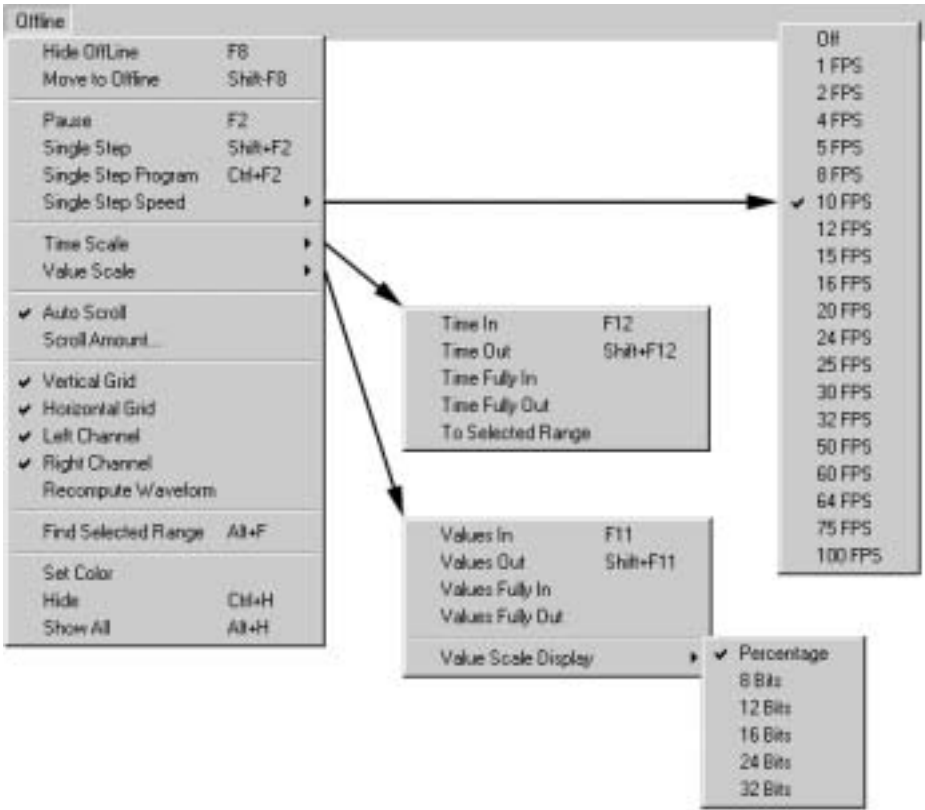 Offline
Hide OffLine F8
Move to Offline Shift-F8
Pause F2
Single Step Shift+F2
Single Step Program Ctrl+F2
Single Step Speed
Time Scale
Value Scale
Auto Scroll
Scroll Amount...
Vertical Grid
Horizontal Grid
Left Channel
Right Channel
Recompute Waveform
Find Selected Range Alt+F
Set Color
Hide Ctrl+H
Show All Alt+H
Time In F12
Time Out Shift+F12
Time Fully In
Time Fully Out
To Selected Range
Values In F11
Values Out Shift+F11
Values Fully In
Values Fully Out
Value Scale Display
Percentage
8 Bits
12 Bits
16 Bits
24 Bits
32 Bits
Off
1 FPS
2 FPS
4 FPS
5 FPS
8 FPS
10 FPS
12 FPS
15 FPS
16 FPS
20 FPS
24 FPS
25 FPS
30 FPS
32 FPS
50 FPS
60 FPS
64 FPS
75 FPS
100 FPS